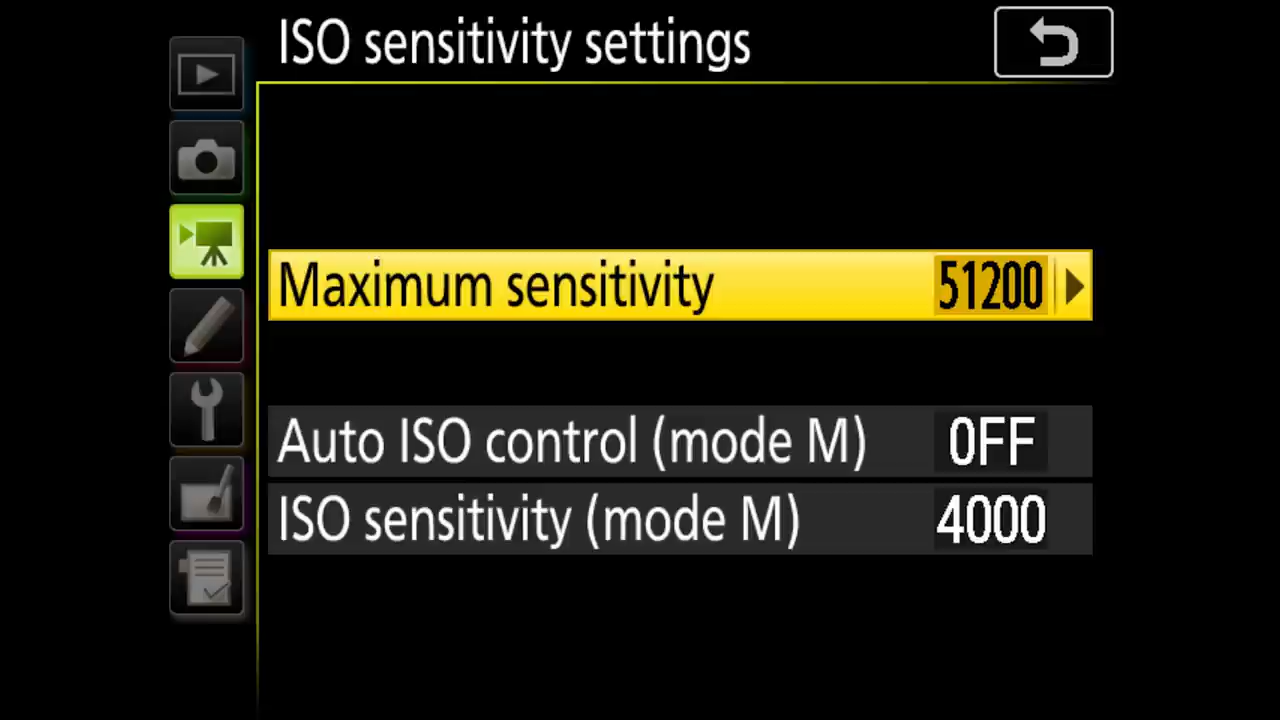 ISO sensitivity settings
Maximum sensitivity 51200
Auto ISO control (mode M) OFF
ISO sensitivity (mode M) 4000